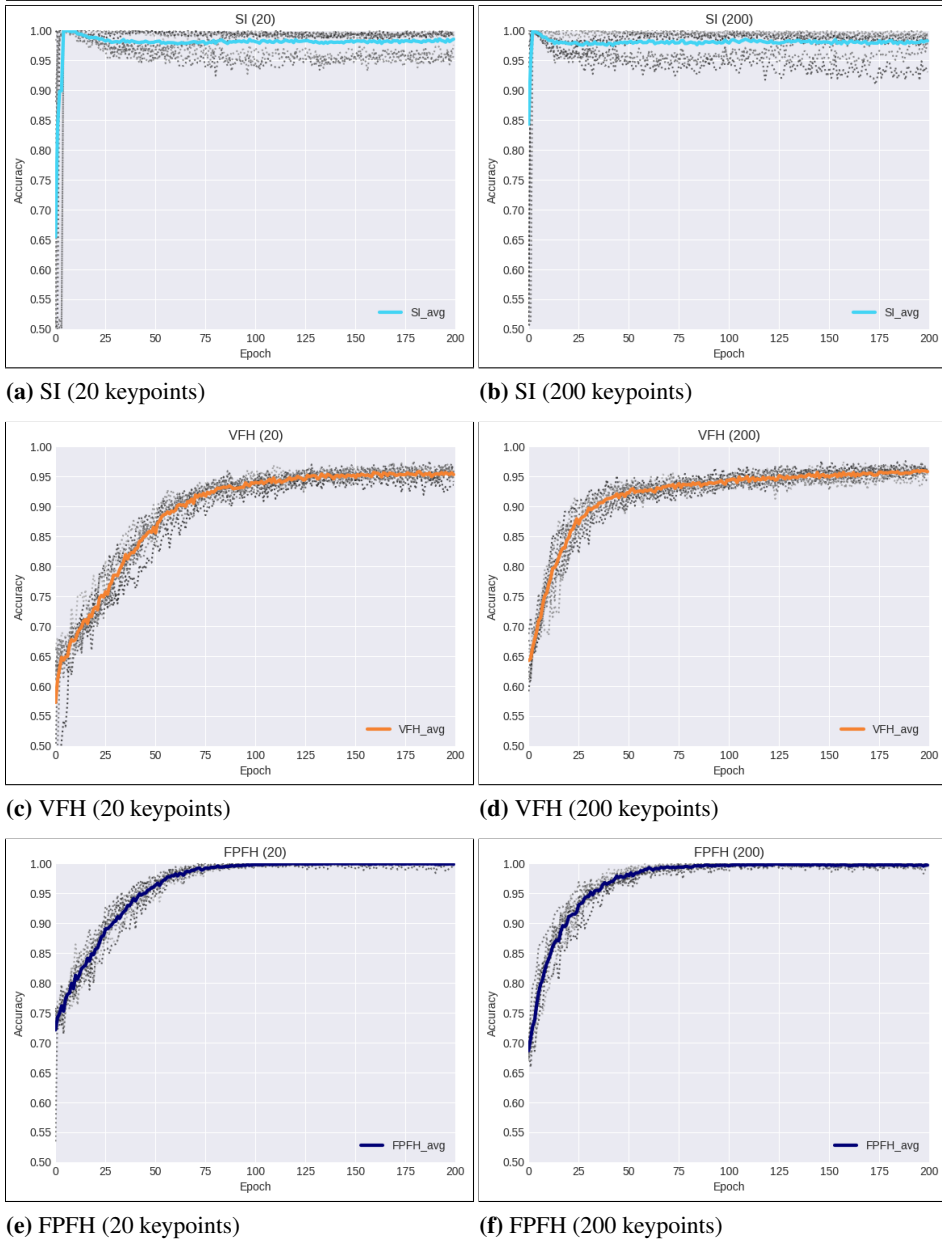 SI (20)
1.00
0.95
0.90
0.85
0.80
0.75
0.70
0.65
0.60
0.55
0.50
Accuracy
SI_avg
0 25 50 75 100 125 150 175 200
Epoch
(a) SI (20 keypoints)
SI (200)
1.00
0.95
0.90
0.85
0.80
0.75
0.70
0.65
0.60
0.55
0.50
Accuracy
SI_avg
0 25 50 75 100 125 150 175 200
Epoch
(b) SI (200 keypoints)
VFH (20)
1.00
0.95
0.90
0.85
0.80
0.75
0.70
0.65
0.60
0.55
0.50
Accuracy
VFH_avg
0 25 50 75 100 125 150 175 200
Epoch
(c) VFH (20 keypoints)
VFH (200)
1.00
0.95
0.90
0.85
0.80
0.75
0.70
0.65
0.60
0.55
0.50
Accuracy
VFH_avg
0 25 50 75 100 125 150 175 200
Epoch
(d) VFH (200 keypoints)
FPFH (20)
1.00
0.95
0.90
0.85
0.80
0.75
0.70
0.65
0.60
0.55
0.50
Accuracy
FPFH_avg
0 25 50 75 100 125 150 175 200
Epoch
(e) FPFH (20 keypoints)
FPFH (200)
1.00
0.95
0.90
0.85
0.80
0.75
0.70
0.65
0.60
0.55
0.50
Accuracy
FPFH_avg
0 25 50 75 100 125 150 175 200
Epoch
(f) FPFH (200 keypoints)